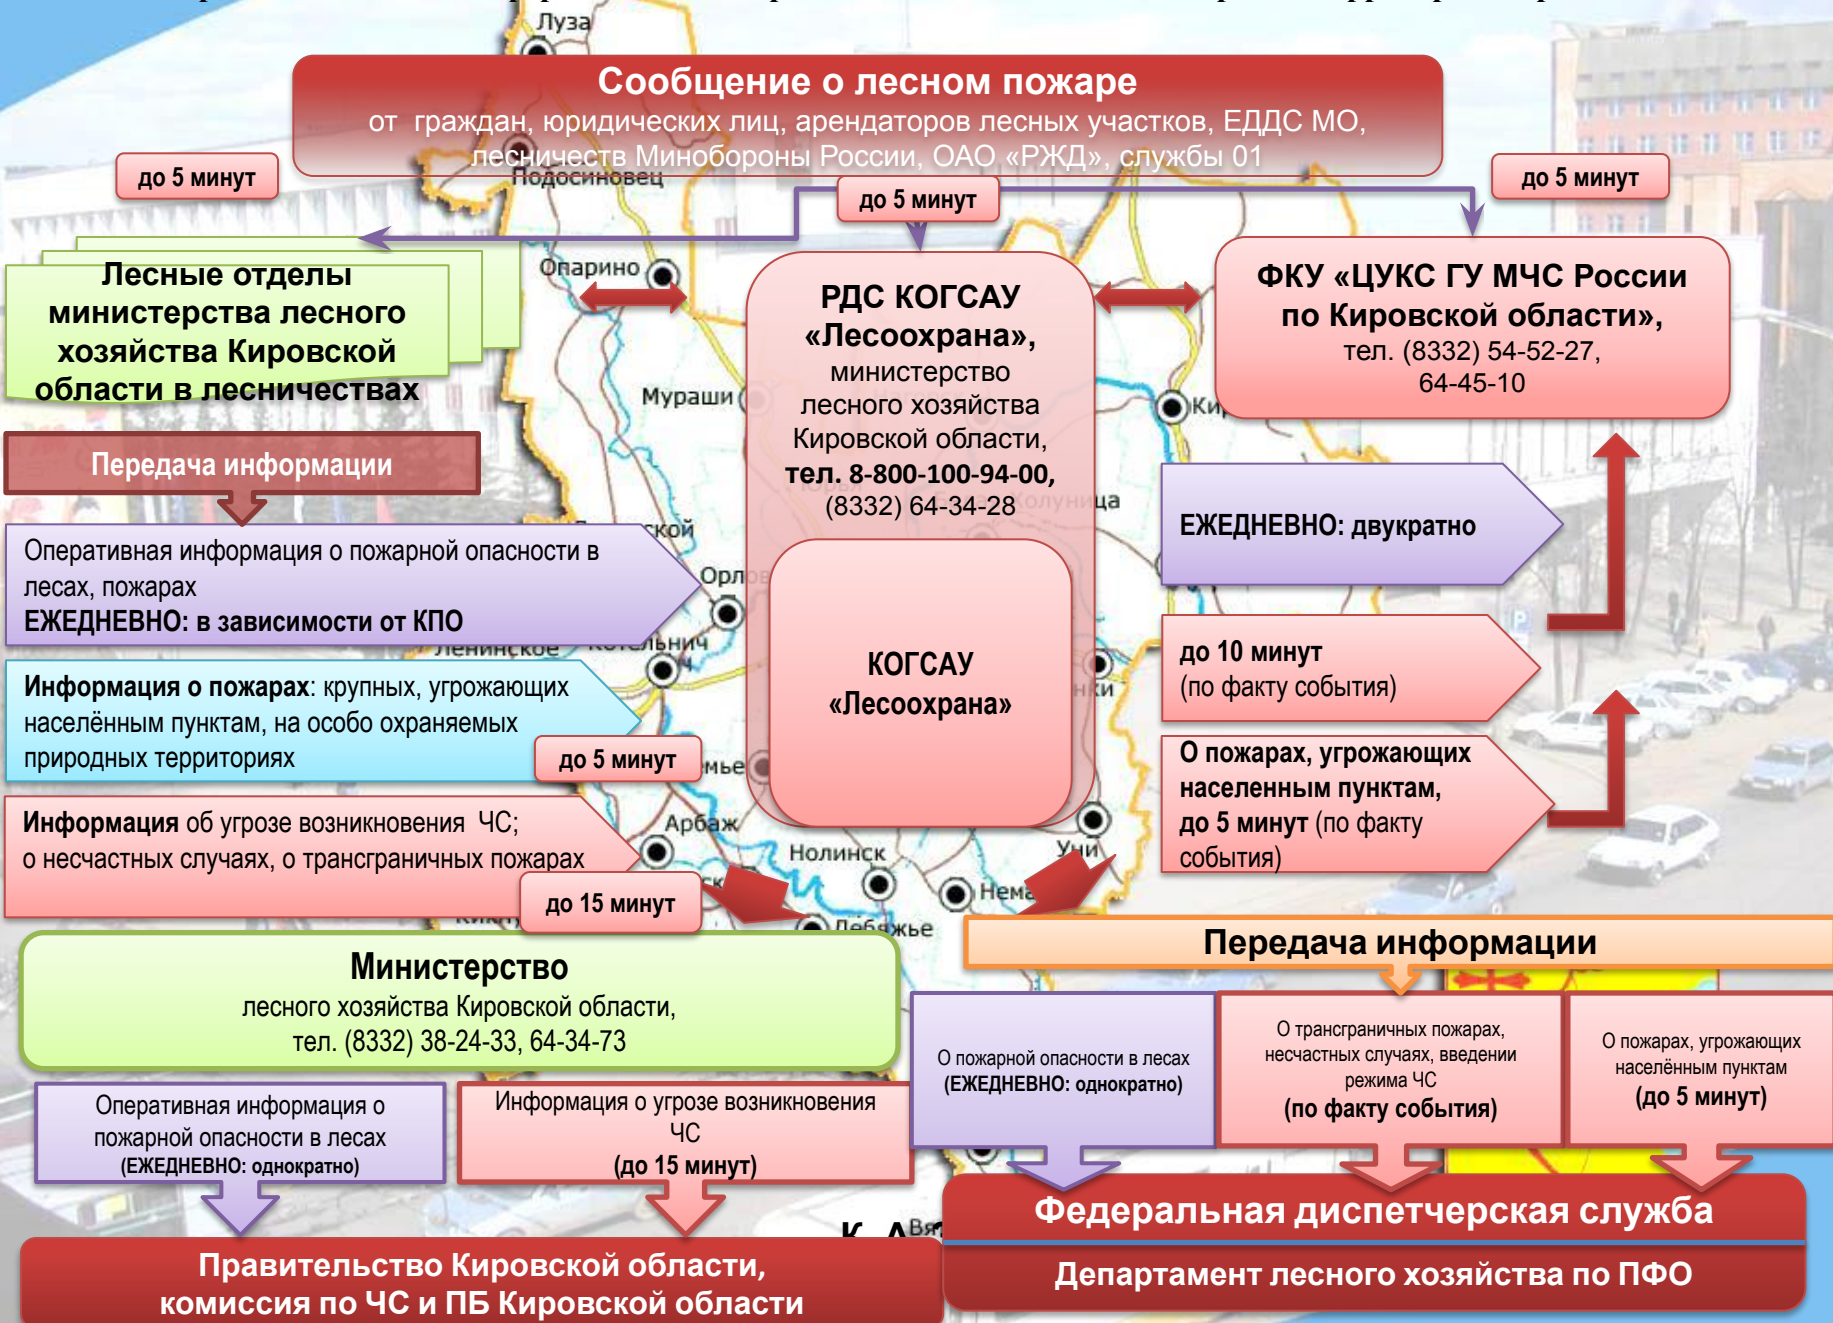 Луза
Сообщение о лесном пожаре
от граждан, юридических лиц, арендаторов лесных участков, ЕДДС МО,
лесничеств Минобороны России, ОАО «РЖД», службы 01
Подосиновец
до 5 минут
до 5 минут
до 5 минут
Лесные отделы
министерства лесного
хозяйства Кировской
области в лесничествах
Опарино
РДС КОГСАУ
«Лесоохрана»,
министерство
лесного хозяйства
Кировской области,
тел. 8-800-100-94-00,
(8332) 64-34-28
ФКУ «ЦУКС ГУ МЧС России
по Кировской области»,
тел. (8332) 54-52-27,
64-45-10
Мураши
Передача информации
Оперативная информация о пожарной опасности в
лесах, пожарах
ЕЖЕДНЕВНО: в зависимости от КПО
ЕЖЕДНЕВНО: двукратно
КОГСАУ
«Лесоохрана»
Информация о пожарах: крупных, угрожающих
населённым пунктам, на особо охраняемых
природных территориях
до 5 минут
до 10 минут
(по факту события)
О пожарах, угрожающих
населенным пунктам,
до 5 минут (по факту
события)
Информация об угрозе возникновения ЧС;
о несчастных случаях, о трансграничных пожарах
до 15 минут
Арбаж
Нолинск
Уни
Нема
Лебяжье
Министерство
лесного хозяйства Кировской области,
тел. (8332) 38-24-33, 64-34-73
Передача информации
Оперативная информация о
пожарной опасности в лесах
(ЕЖЕДНЕВНО: однократно)
Информация о угрозе возникновения
ЧС
(до 15 минут)
О пожарной опасности в лесах
(ЕЖЕДНЕВНО: однократно)
О трансграничных пожарах,
несчастных случаях, введении
режима ЧС
(по факту события)
О пожарах, угрожающих
населённым пунктам
(до 5 минут)
Правительство Кировской области,
комиссия по ЧС и ПБ Кировской области
Федеральная диспетчерская служба
Департамент лесного хозяйства по ПФО